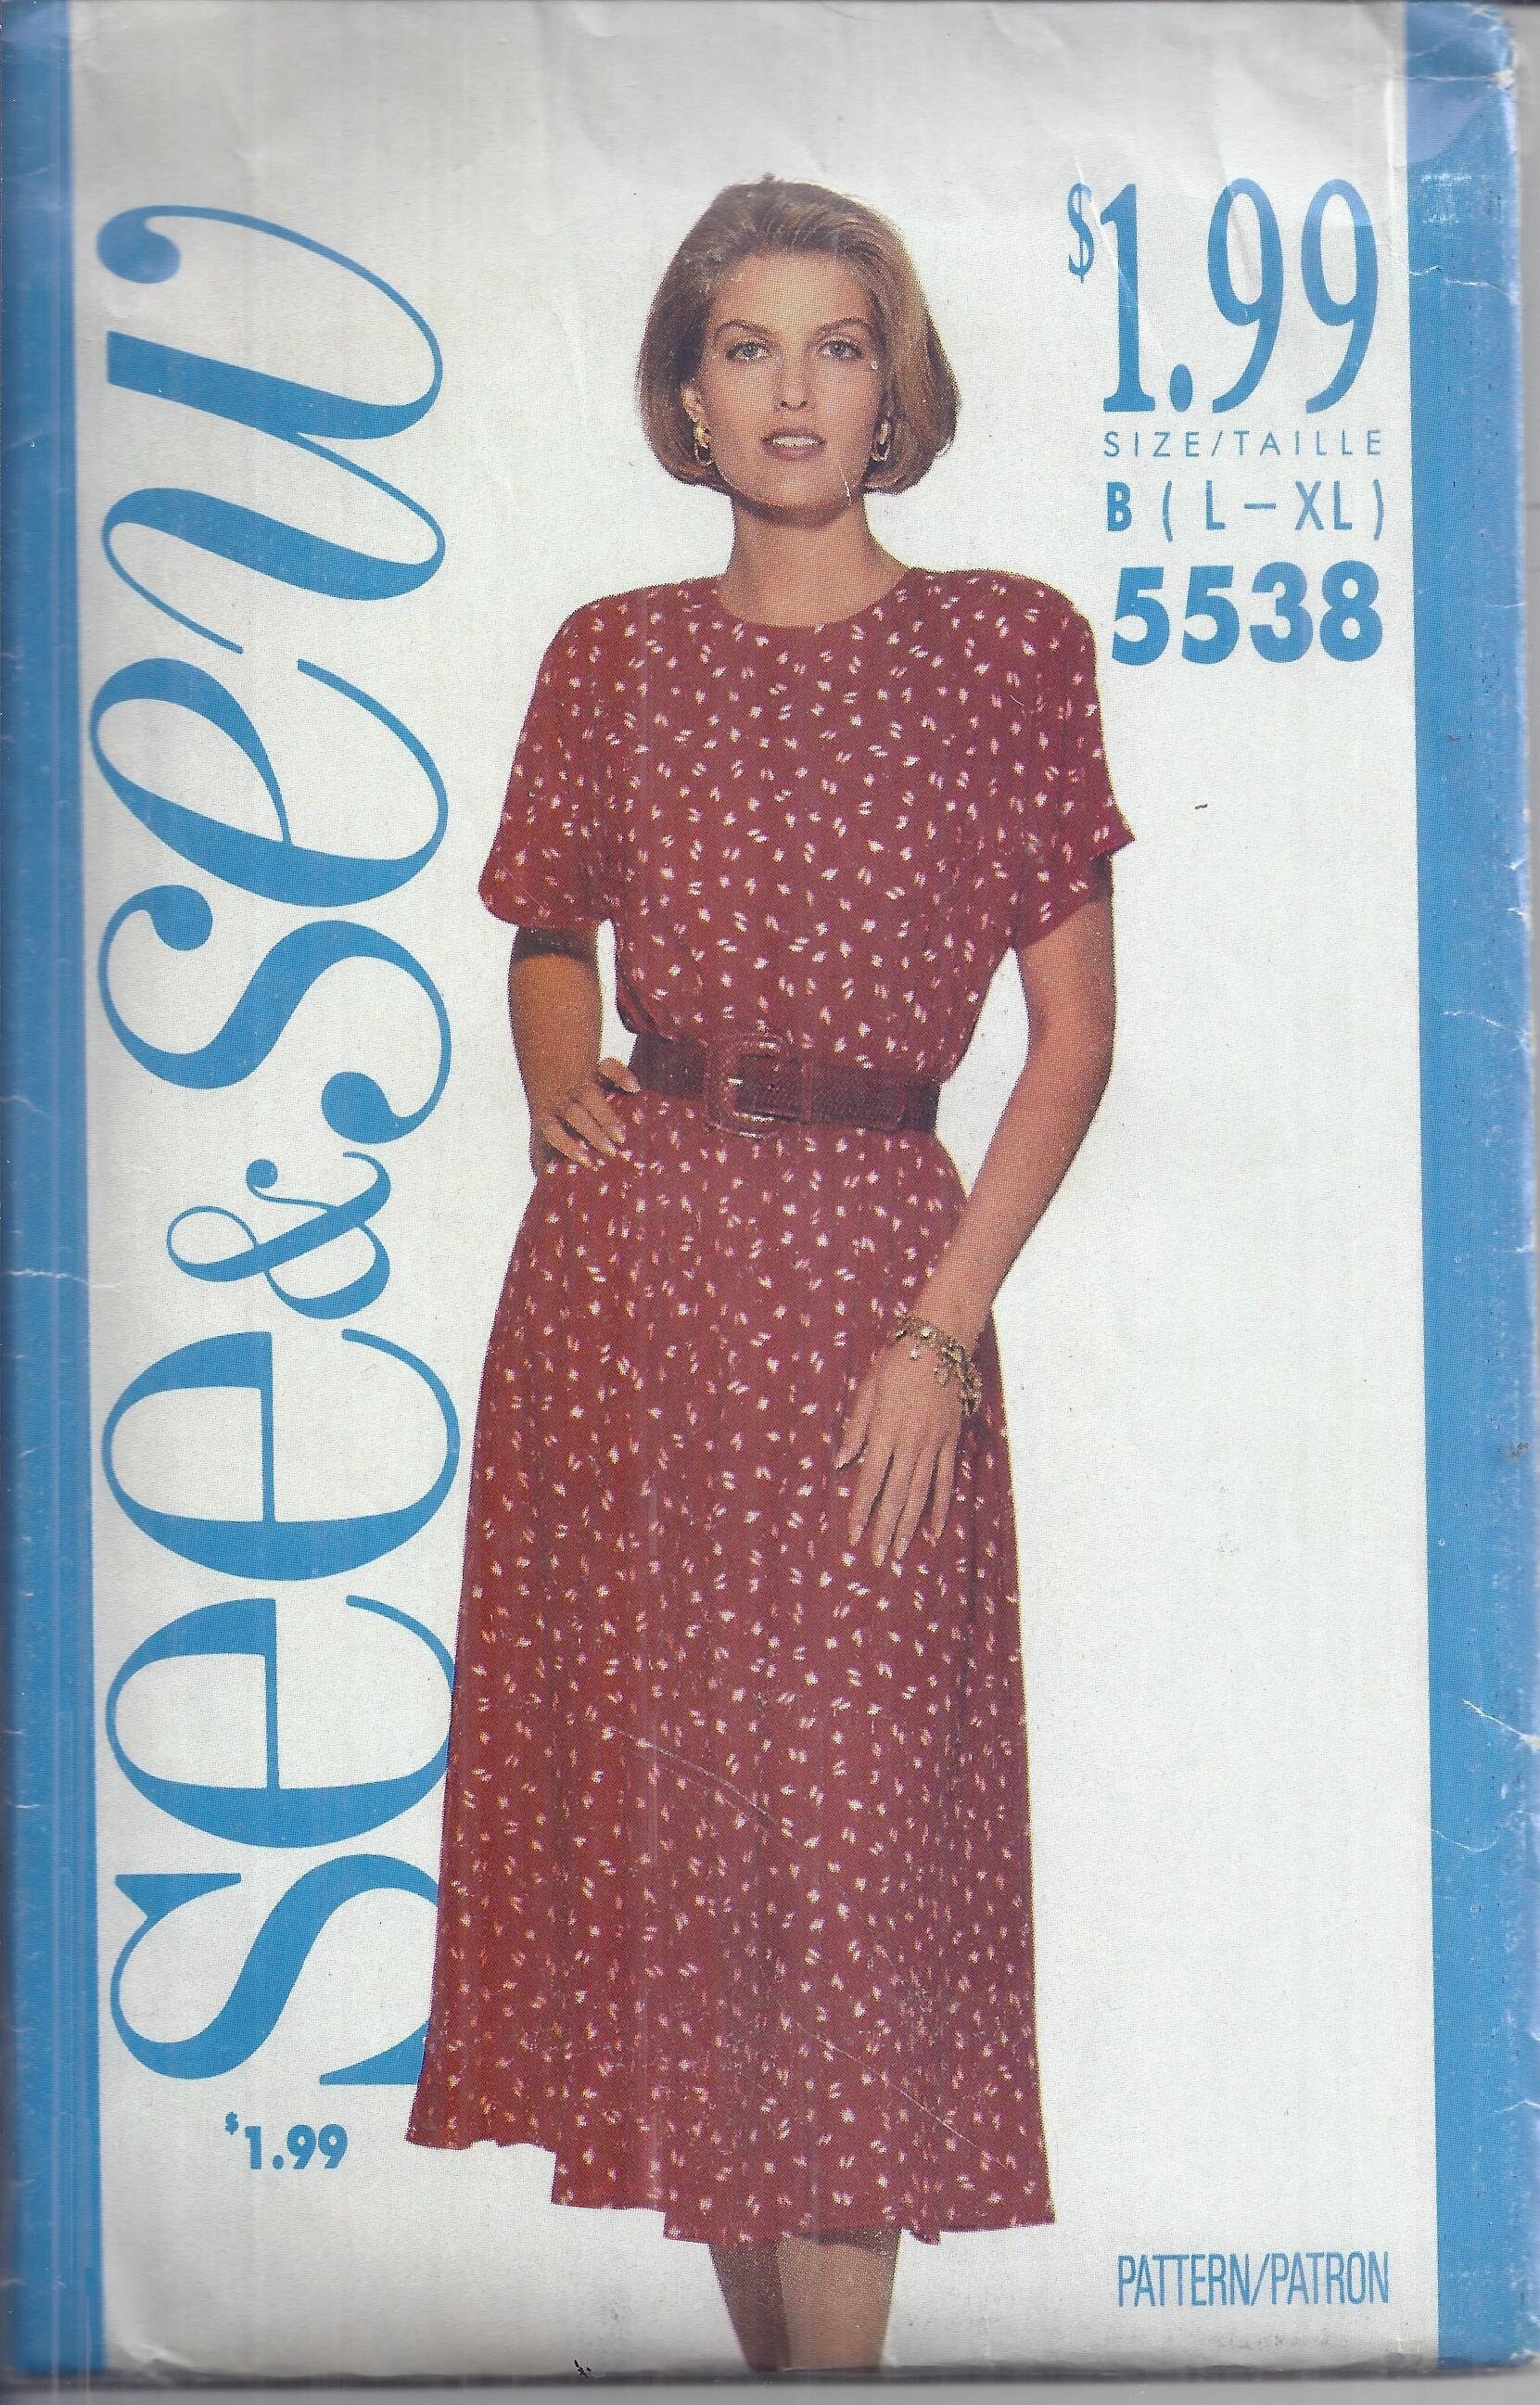 See & Sew
$1.99
SIZE/TAILLE
B ( L – XL )
5538
$1.99
PATTERN/PATRON